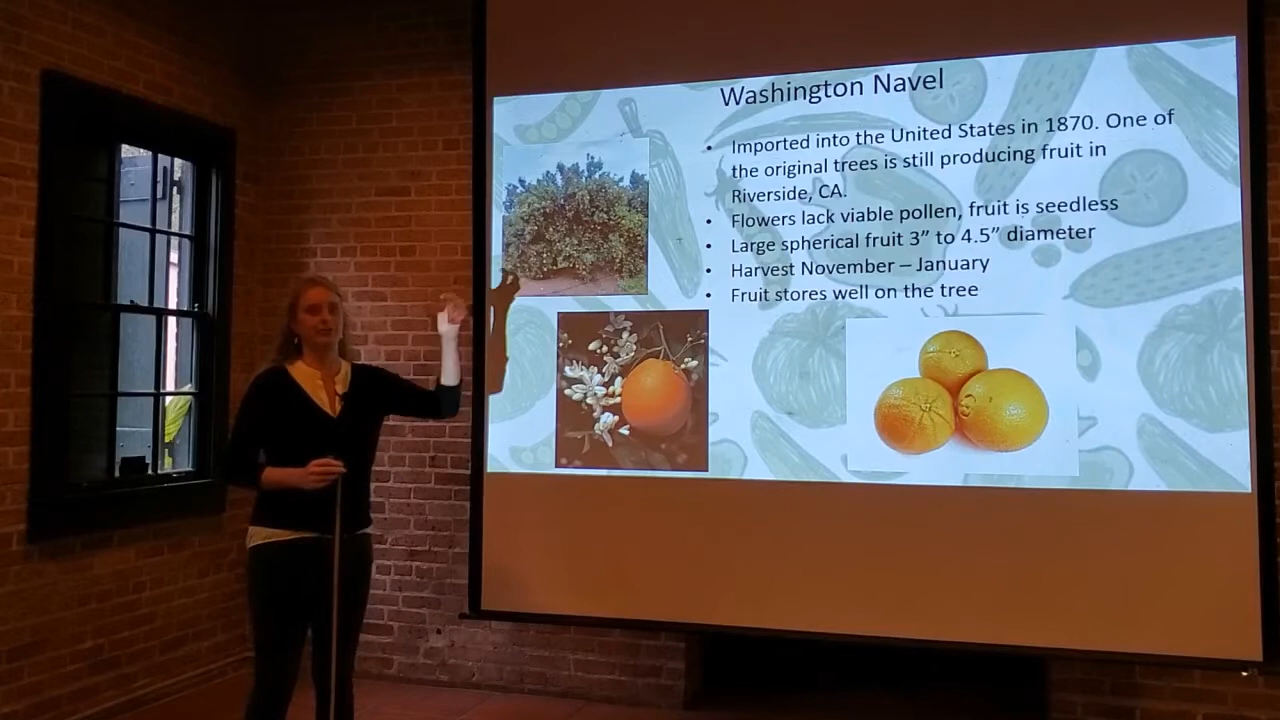 Washington Navel
• Imported into the United States in 1870. One of
the original trees is still producing fruit in
Riverside, CA.
• Flowers lack viable pollen, fruit is seedless
• Large spherical fruit 3” to 4.5” diameter
• Harvest November – January
• Fruit stores well on the tree